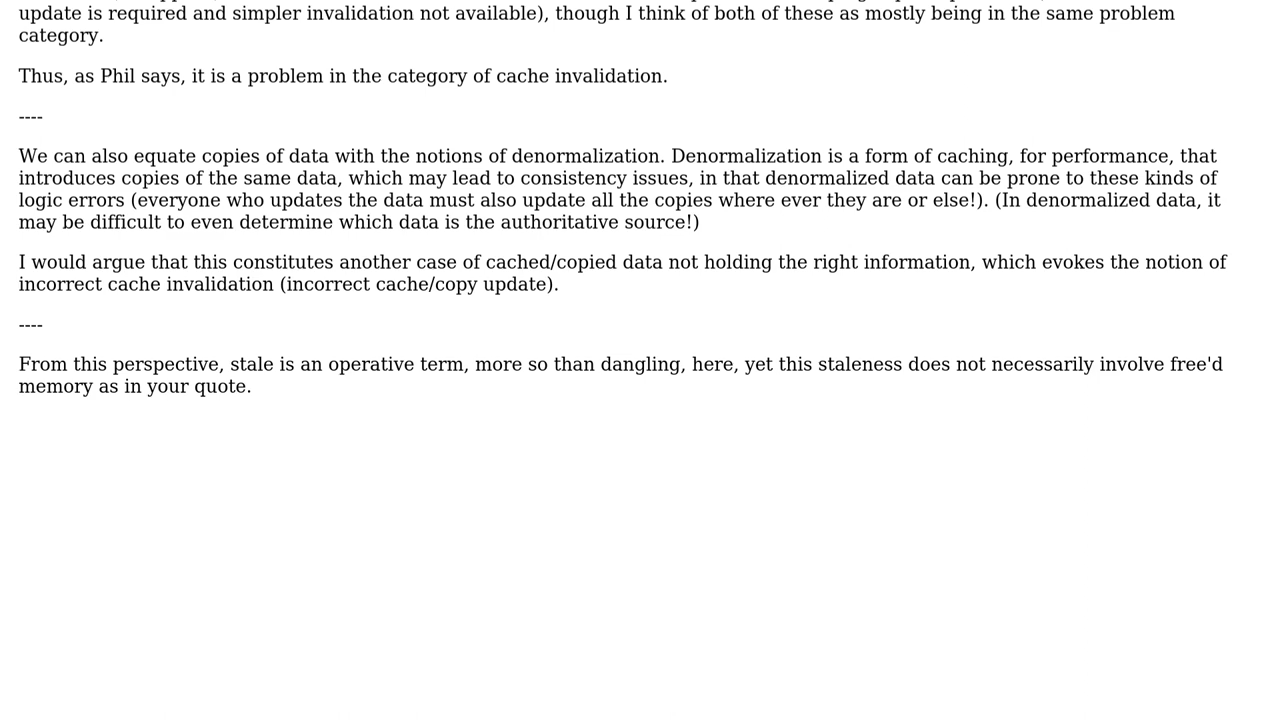 update is required and simpler invalidation not available), though I think of both of these as mostly being in the same problem
category.
Thus, as Phil says, it is a problem in the category of cache invalidation.
----
We can also equate copies of data with the notions of denormalization. Denormalization is a form of caching, for performance, that
introduces copies of the same data, which may lead to consistency issues, in that denormalized data can be prone to these kinds of
logic errors (everyone who updates the data must also update all the copies where ever they are or else!). (In denormalized data, it
may be difficult to even determine which data is the authoritative source!)
I would argue that this constitutes another case of cached/copied data not holding the right information, which evokes the notion of
incorrect cache invalidation (incorrect cache/copy update).
----
From this perspective, stale is an operative term, more so than dangling, here, yet this staleness does not necessarily involve free'd
memory as in your quote.